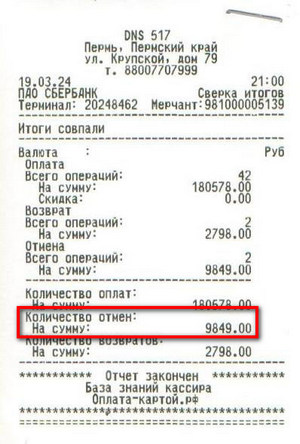 DNS 517
Пермь, Пермский край
ул. Крупской, дом 79
т. 88007707999
19.03.24 21:00
ПАО СБЕРБАНК Сверка итогов
Терминал: 20248462 Мерчант:981000005139
Итоги совпали
Валюта : Руб
Оплата
Всего операций: 42
На сумму: 180578.00
Скидка: 0.00
Возврат
Всего операций: 2
На сумму: 2798.00
Отмена
Всего операций: 2
На сумму: 9849.00
Количество оплат:
На сумму: 180578.00
Количество отмен:
На сумму: 9849.00
Количество возвратов:
На сумму: 2798.00
********** Отчет закончен **********
База знаний кассира
Оплата-картой.рф